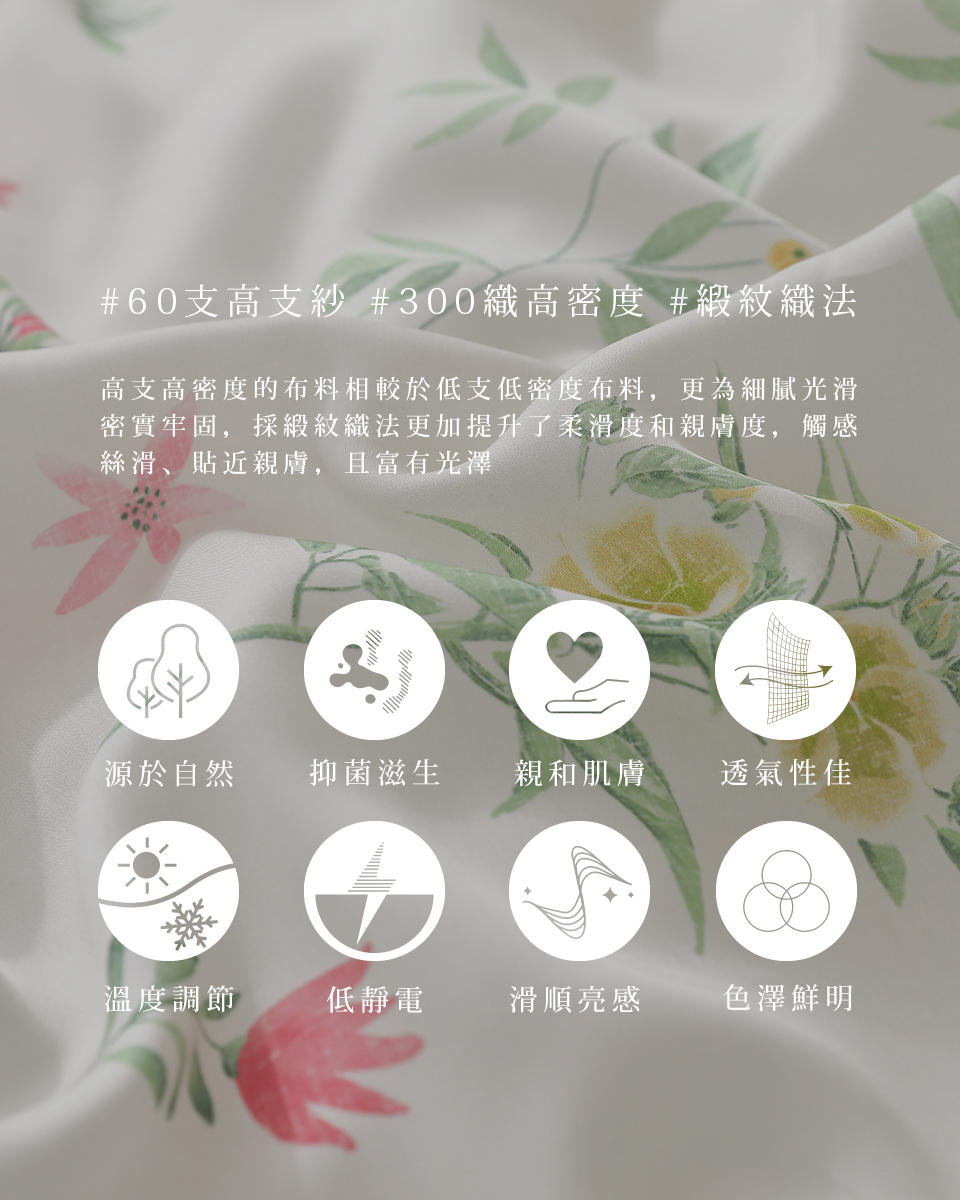 #60支高支紗 #300織高密度 #緞紋織法
高支高密度的布料相較於低支低密度布料，更為細膩光滑
密實牢固，採緞紋織法更加提升了柔滑度和親膚度，觸感
絲滑、貼近親膚，且富有光澤
源於自然 抑菌滋生 親和肌膚 透氣性佳
溫度調節 低靜電 滑順亮感 色澤鮮明